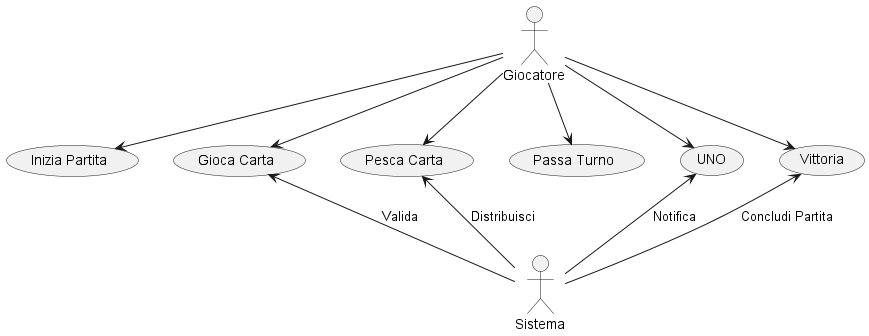 Giocatore
Inizia Partita
Gioca Carta
Pesca Carta
Passa Turno
UNO
Vittoria
Valida
Distribuisci
Notifica
Concludi Partita
Sistema